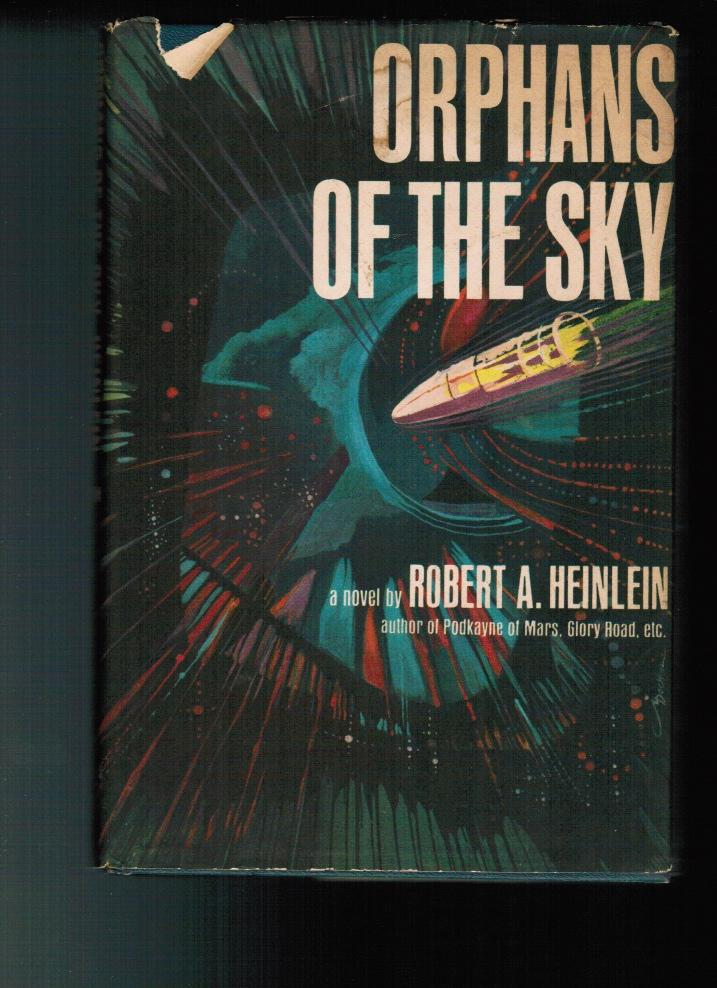 ORPHANS
OF THE SKY
a novel by ROBERT A. HEINLEIN
author of Podkayne of Mars, Glory Road, etc.